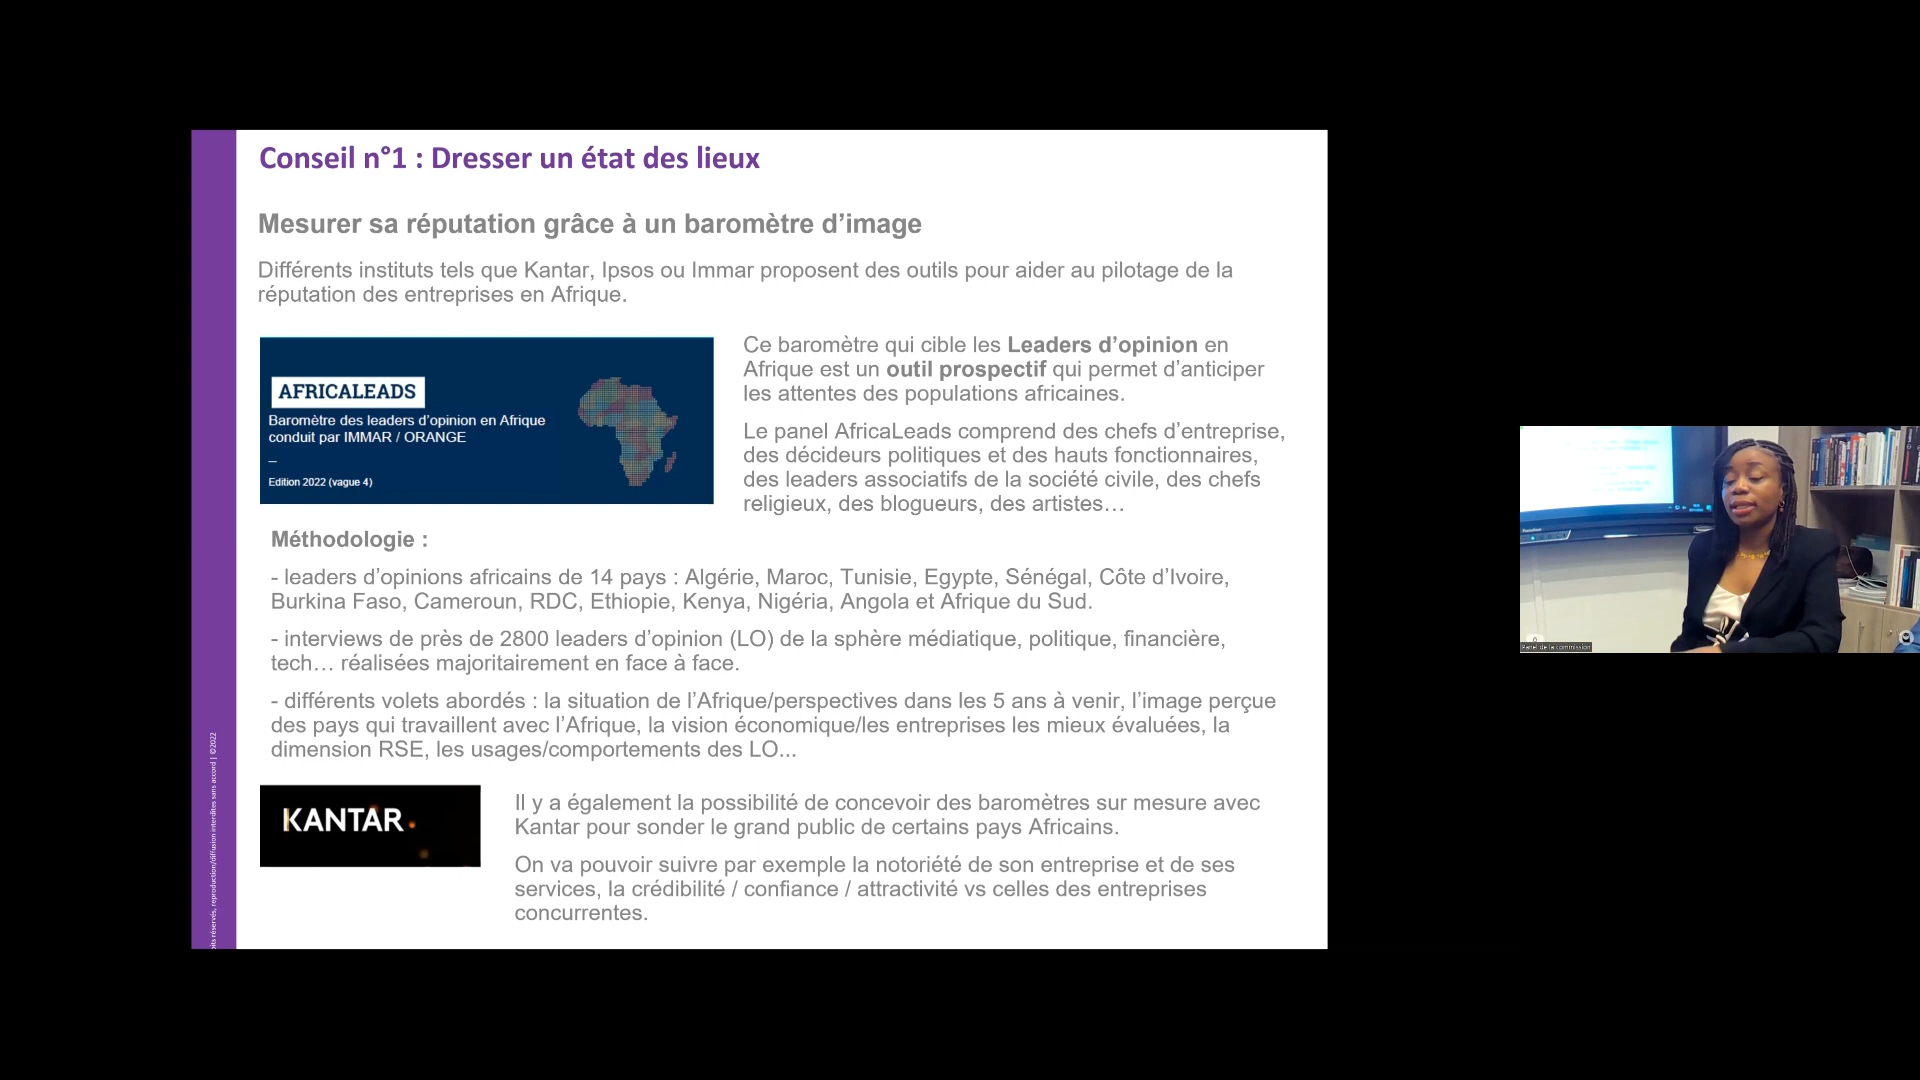 Conseil n°1 : Dresser un état des lieux
Mesurer sa réputation grâce à un baromètre d’image
Différents instituts tels que Kantar, Ipsos ou Immar proposent des outils pour aider au pilotage de la
réputation des entreprises en Afrique.
AFRICALEADS
Baromètre des leaders d’opinion en Afrique
conduit par IMMAR / ORANGE
–
Edition 2022 (vague 4)
Ce baromètre qui cible les Leaders d’opinion en
Afrique est un outil prospectif qui permet d’anticiper
les attentes des populations africaines.
Le panel AfricaLeads comprend des chefs d’entreprise,
des décideurs politiques et des hauts fonctionnaires,
des leaders associatifs de la société civile, des chefs
religieux, des blogueurs, des artistes…
Méthodologie :
- leaders d’opinions africains de 14 pays : Algérie, Maroc, Tunisie, Egypte, Sénégal, Côte d’Ivoire,
Burkina Faso, Cameroun, RDC, Ethiopie, Kenya, Nigéria, Angola et Afrique du Sud.
- interviews de près de 2800 leaders d’opinion (LO) de la sphère médiatique, politique, financière,
tech… réalisées majoritairement en face à face.
- différents volets abordés : la situation de l’Afrique/perspectives dans les 5 ans à venir, l’image perçue
des pays qui travaillent avec l’Afrique, la vision économique/les entreprises les mieux évaluées, la
dimension RSE, les usages/comportements des LO...
KANTAR
Il y a également la possibilité de concevoir des baromètres sur mesure avec
Kantar pour sonder le grand public de certains pays Africains.
On va pouvoir suivre par exemple la notoriété de son entreprise et de ses
services, la crédibilité / confiance / attractivité vs celles des entreprises
concurrentes.
réservés, reproduction/diffusion interdites sans accord | ©2022
Panel de la commission